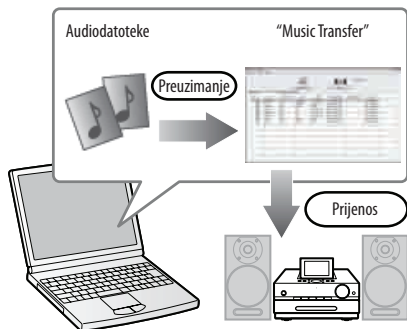 Audiodatoteke
“Music Transfer”
Preuzimanje
Prijenos